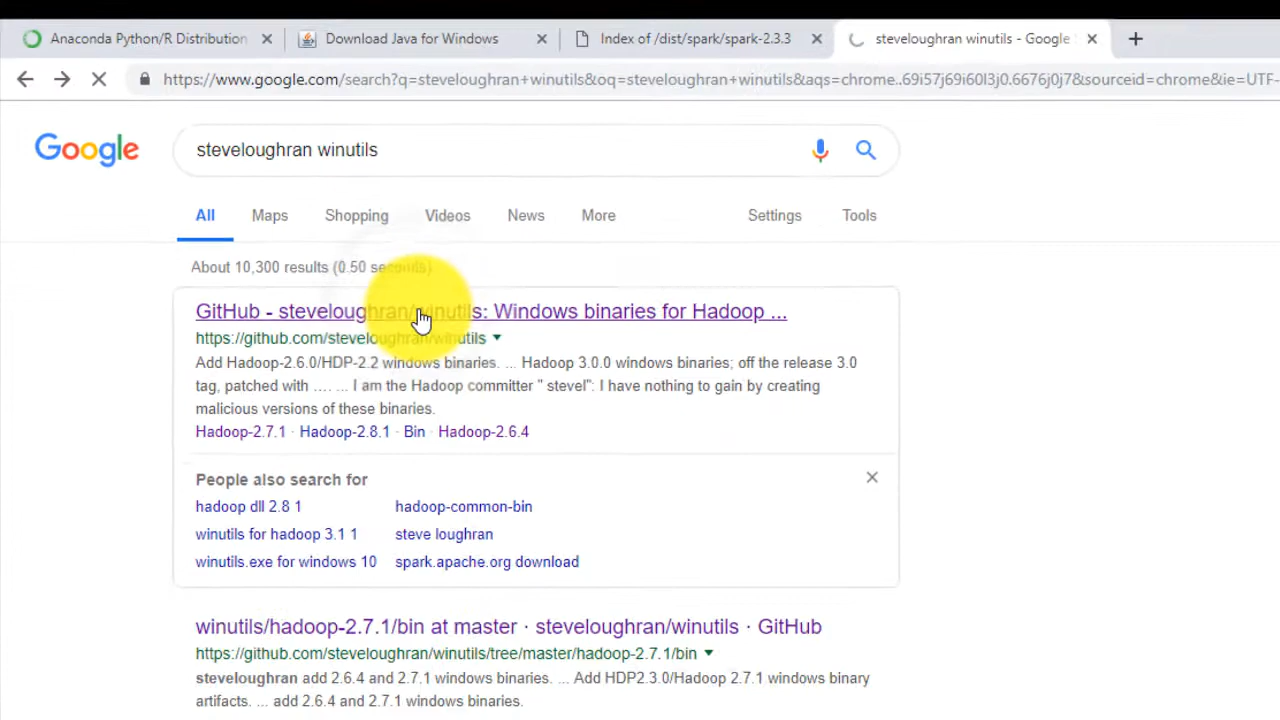 Anaconda Python/R Distribution
Download Java for Windows
Index of /dist/spark/spark-2.3.3
steveloughran winutils - Google
https://www.google.com/search?q=steveloughran+winutils&oq=steveloughran+winutils&aqs=chrome..69i57j69i60l3j0.6676j0j7&sourceid=chrome&ie=UTF-
Google
steveloughran winutils
All Maps Shopping Videos News More Settings Tools
About 10,300 results (0.50 seconds)
GitHub - steveloughran/winutils: Windows binaries for Hadoop ...
https://github.com/steveloughran/winutils
Add Hadoop-2.6.0/HDP-2.2 windows binaries. ... Hadoop 3.0.0 windows binaries; off the release 3.0
tag, patched with .... ... I am the Hadoop committer " stevel": I have nothing to gain by creating
malicious versions of these binaries.
Hadoop-2.7.1 · Hadoop-2.8.1 · Bin · Hadoop-2.6.4
People also search for
hadoop dll 2.8 1 hadoop-common-bin
winutils for hadoop 3.1 1 steve loughran
winutils.exe for windows 10 spark.apache.org download
winutils/hadoop-2.7.1/bin at master · steveloughran/winutils · GitHub
https://github.com/steveloughran/winutils/tree/master/hadoop-2.7.1/bin
steveloughran add 2.6.4 and 2.7.1 windows binaries. ... Add HDP2.3.0/Hadoop 2.7.1 windows binary
artifacts. ... add 2.6.4 and 2.7.1 windows binaries.